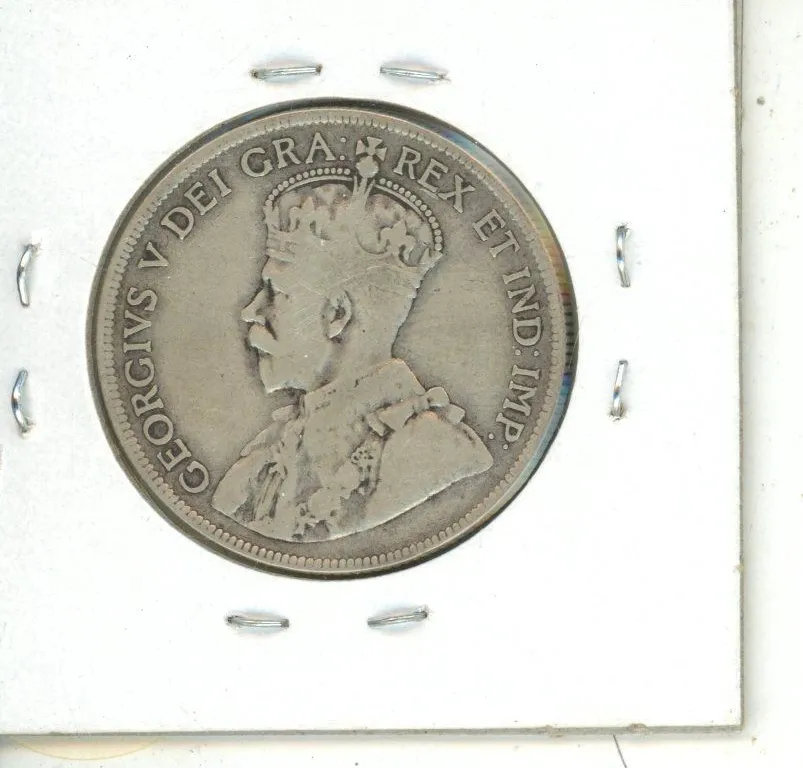 GEORGIVS V DEI GRA: REX ET IND: IMP: